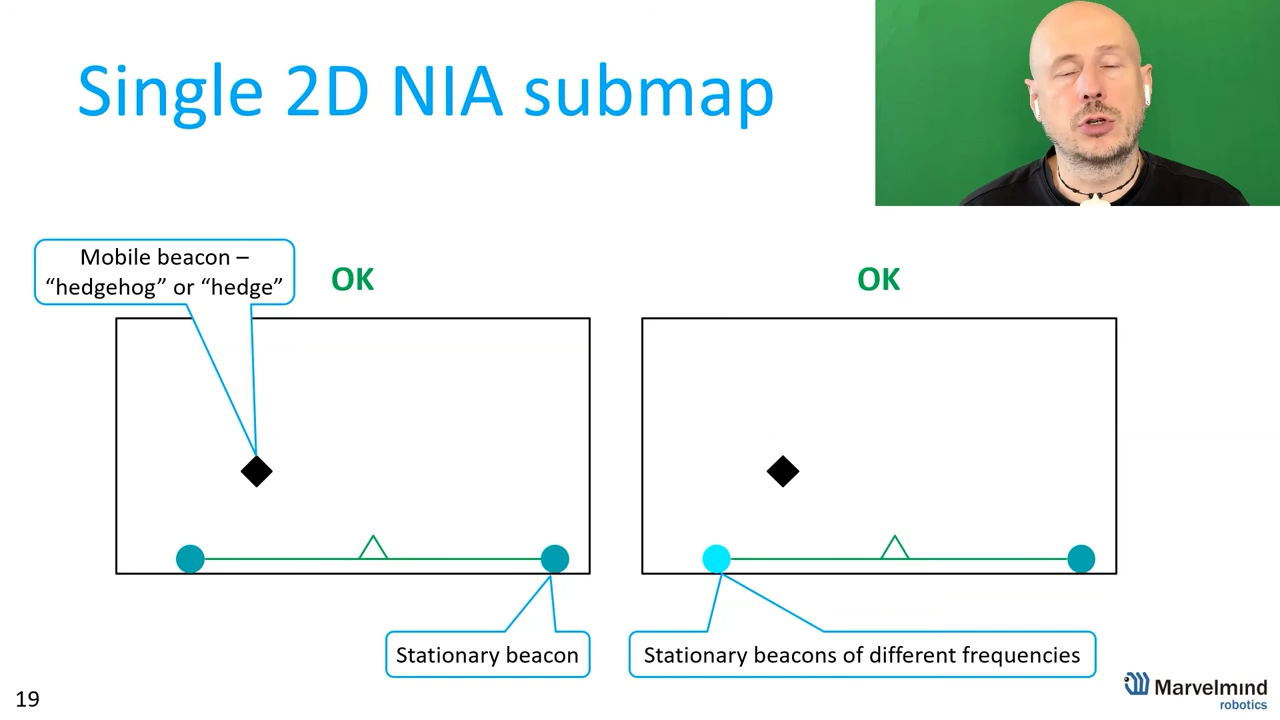 Single 2D NIA submap
Mobile beacon –
“hedgehog” or “hedge”
OK
OK
Stationary beacon
Stationary beacons of different frequencies
19
Marvelmind
robotics